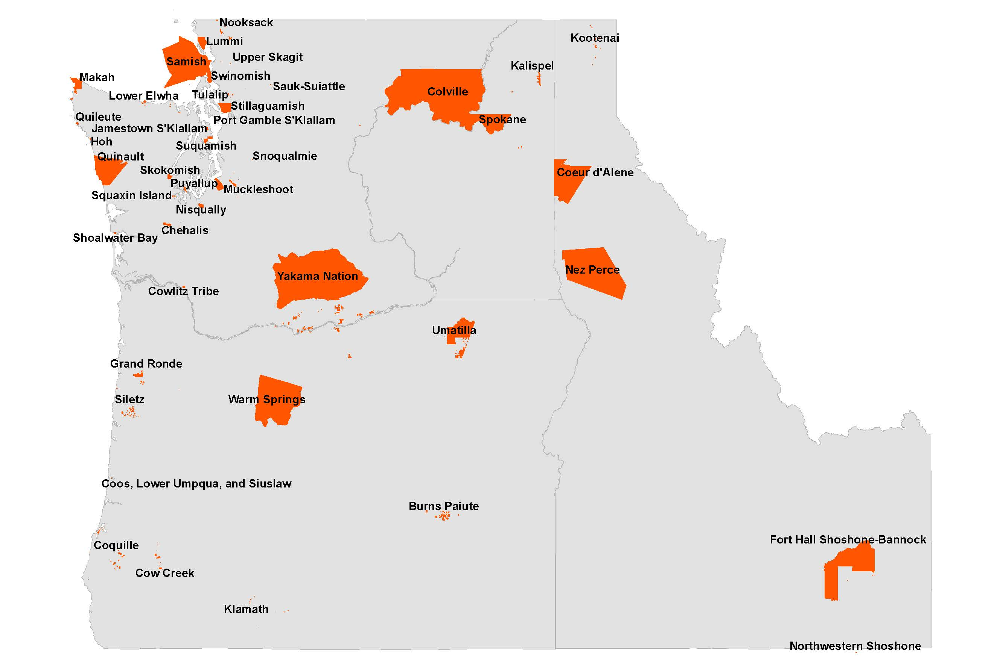 Nooksack
Kootenai
Lummi
Upper Skagit
Samish
Kalispel
Swinomish
Makah
Sauk-Suiattle
Colville
Tulalip
Lower Elwha
Stillaguamish
Quileute
Port Gamble S'Klallam
Spokane
Jamestown S'Klallam
Hoh
Suquamish
Snoqualmie
Quinault
Skokomish
Coeur d'Alene
Puyallup
Muckleshoot
Squaxin Island
Nisqually
Chehalis
Shoalwater Bay
Nez Perce
Yakama Nation
Cowlitz Tribe
Umatilla
Grand Ronde
Siletz
Warm Springs
Coos, Lower Umpqua, and Siuslaw
Burns Paiute
Fort Hall Shoshone-Bannock
Coquille
Cow Creek
Klamath
Northwestern Shoshone